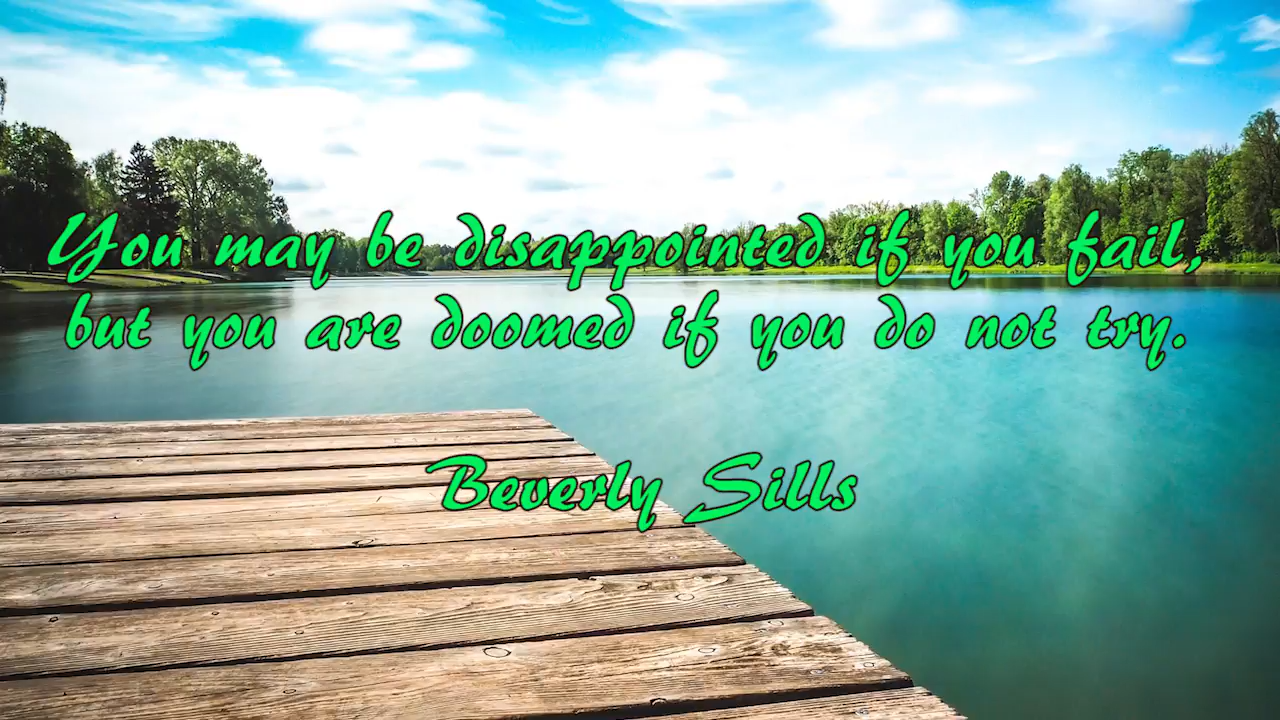 You may be disappointed if you fail,
but you are doomed if you do not try.
Beverly Sills